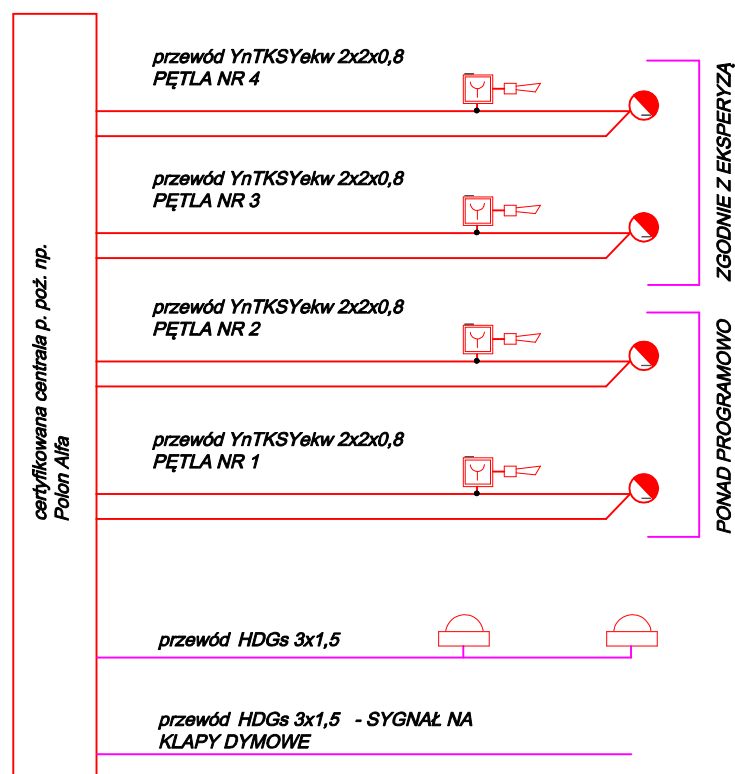 przewód YnTKSYekw 2x2x0,8
PĘTLA NR 4
przewód YnTKSYekw 2x2x0,8
PĘTLA NR 3
ZGODNIE Z EKSPERYZĄ
przewód YnTKSYekw 2x2x0,8
PĘTLA NR 2
przewód YnTKSYekw 2x2x0,8
PĘTLA NR 1
PONAD PROGRAMOWO
certyfikowana centrala p. poż. np.
Polon Alfa
przewód HDGs 3x1,5
przewód HDGs 3x1,5 - SYGNAŁ NA
KLAPY DYMOWE